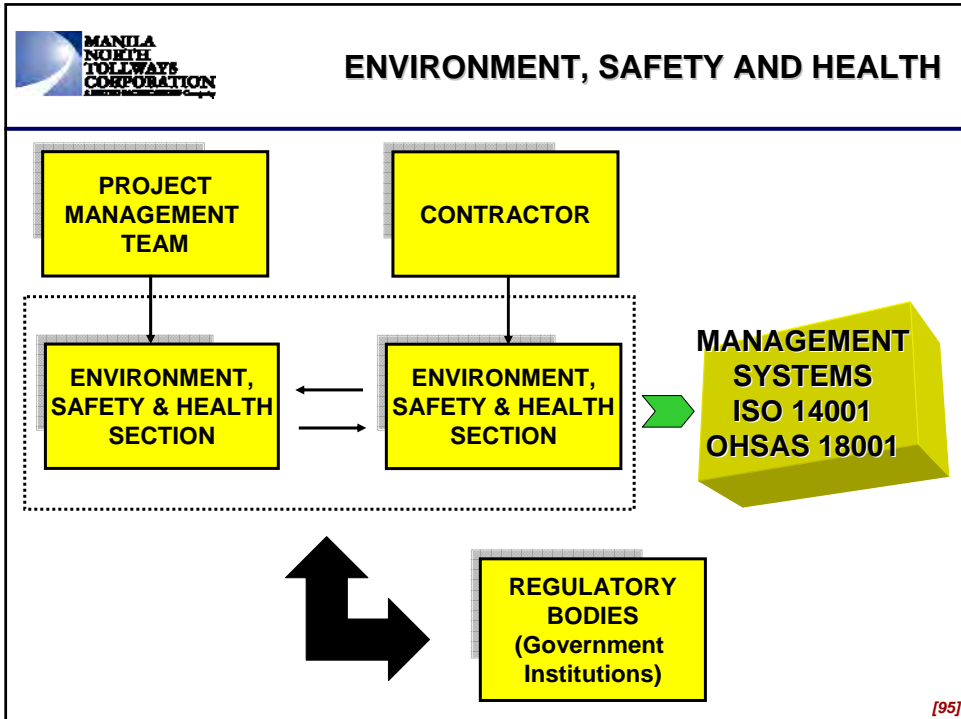 MANILA
NORTH
TOLLWAYS
CORPORATION
ENVIRONMENT, SAFETY AND HEALTH
PROJECT
MANAGEMENT
TEAM
CONTRACTOR
ENVIRONMENT,
SAFETY & HEALTH
SECTION
ENVIRONMENT,
SAFETY & HEALTH
SECTION
MANAGEMENT
SYSTEMS
ISO 14001
OHSAS 18001
REGULATORY
BODIES
(Government
Institutions)
[95]